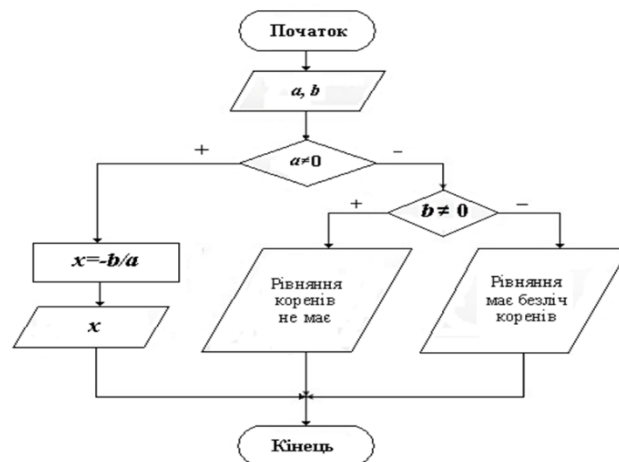 Початок
a, b
a≠0
+
−
b ≠ 0
+
−
x=-b/a
x
Рівняння
коренів
не має
Рівняння
має безліч
коренів
Кінець